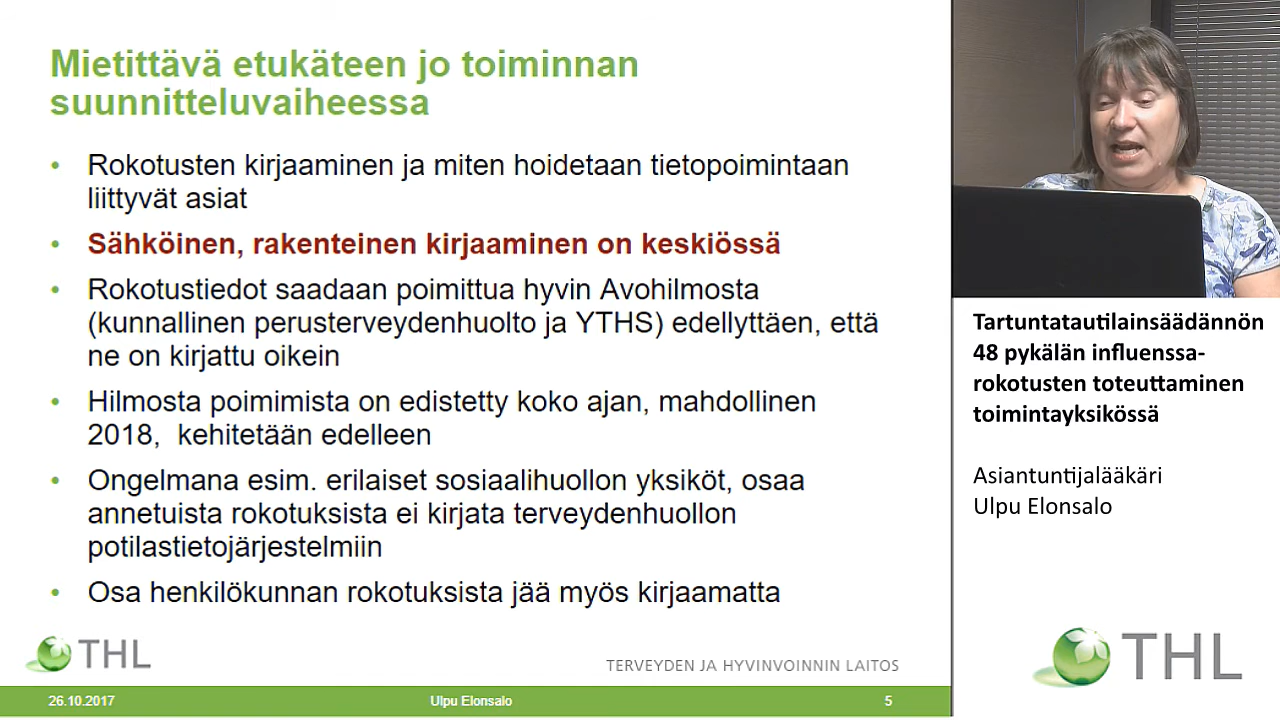 Mietittävä etukäteen jo toiminnan
suunnitteluvaiheessa
• Rokotusten kirjaaminen ja miten hoidetaan tietopoimintaan
liittyvät asiat
• Sähköinen, rakenteinen kirjaaminen on keskiössä
• Rokotustiedot saadaan poimittua hyvin Avohilmosta
(kunnallinen perusterveydenhuolto ja YTHS) edellyttäen, että
ne on kirjattu oikein
• Hilmosta poimimista on edistetty koko ajan, mahdollinen
2018, kehitetään edelleen
• Ongelmana esim. erilaiset sosiaalihuollon yksiköt, osaa
annetuista rokotuksista ei kirjata terveydenhuollon
potilastietojärjestelmiin
• Osa henkilökunnan rokotuksista jää myös kirjaamatta
THL
TERVEYDEN JA HYVINVOINNIN LAITOS
26.10.2017
Ulpu Elonsalo
5
Tartuntatautilainsäädännön
48 pykälän influenssa-
rokotusten toteuttaminen
toimintayksikössä
Asiantuntijalääkäri
Ulpu Elonsalo
THL